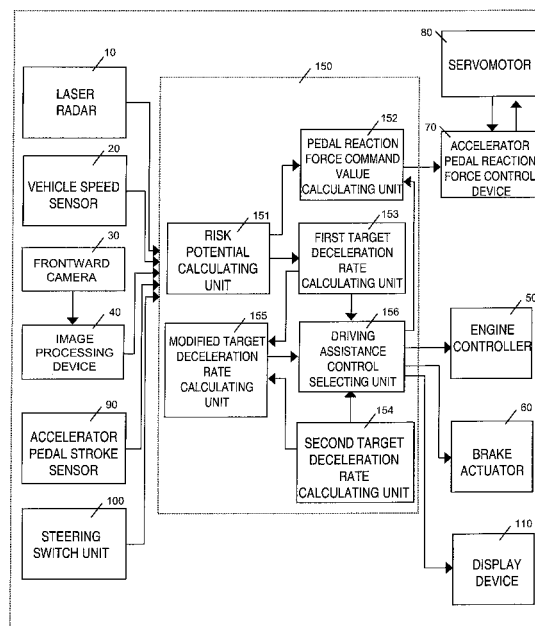 10
LASER
RADAR
20
VEHICLE SPEED
SENSOR
30
FRONTWARD
CAMERA
40
IMAGE
PROCESSING
DEVICE
90
ACCELERATOR
PEDAL STROKE
SENSOR
100
STEERING
SWITCH UNIT
150
151
RISK
POTENTIAL
CALCULATING
UNIT
152
PEDAL REACTION
FORCE COMMAND
VALUE
CALCULATING UNIT
153
FIRST TARGET
DECELERATION
RATE
CALCULATING UNIT
155
MODIFIED TARGET
DECELERATION
RATE
CALCULATING
UNIT
156
DRIVING
ASSISTANCE
CONTROL
SELECTING UNIT
154
SECOND TARGET
DECELERATION
RATE
CALCULATING UNIT
80
SERVOMOTOR
70
ACCELERATOR
PEDAL REACTION
FORCE CONTROL
DEVICE
50
ENGINE
CONTROLLER
60
BRAKE
ACTUATOR
110
DISPLAY
DEVICE